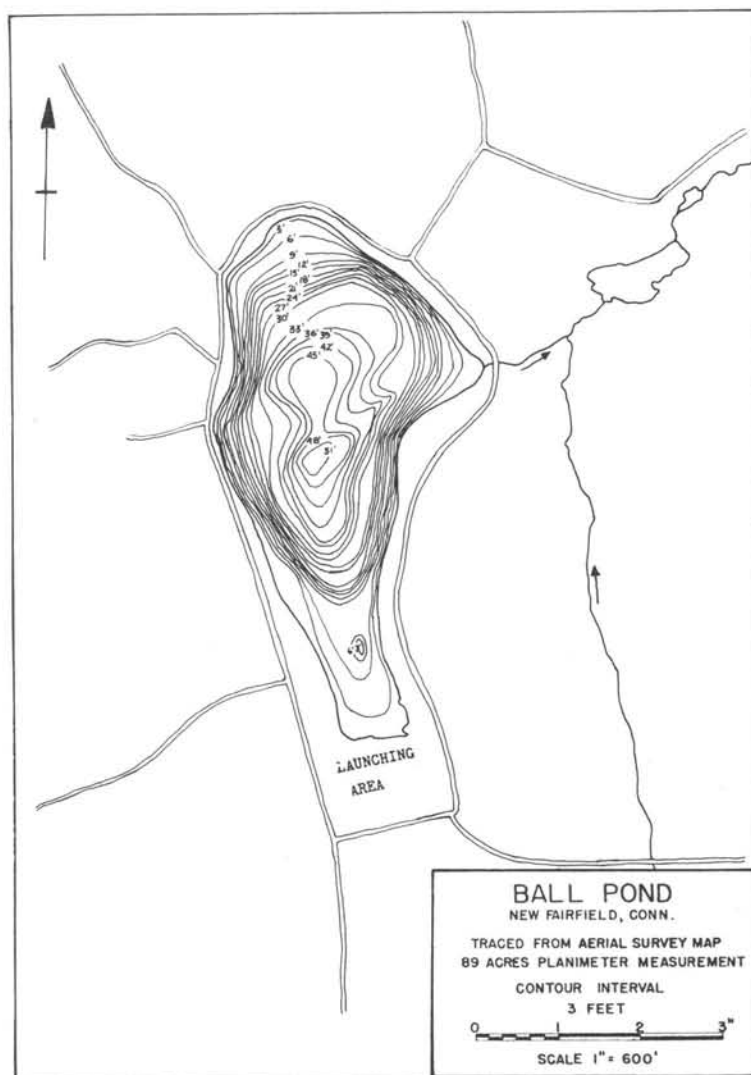 3'
6'
9'
12'
15'
18'
21'
24'
27'
30'
33' 36' 39'
42'
45'
48'
51'
LAUNCHING
AREA
BALL POND
NEW FAIRFIELD, CONN.
TRACED FROM AERIAL SURVEY MAP
89 ACRES PLANIMETER MEASUREMENT
CONTOUR INTERVAL
3 FEET
0 1 2 3"
SCALE 1" = 600'